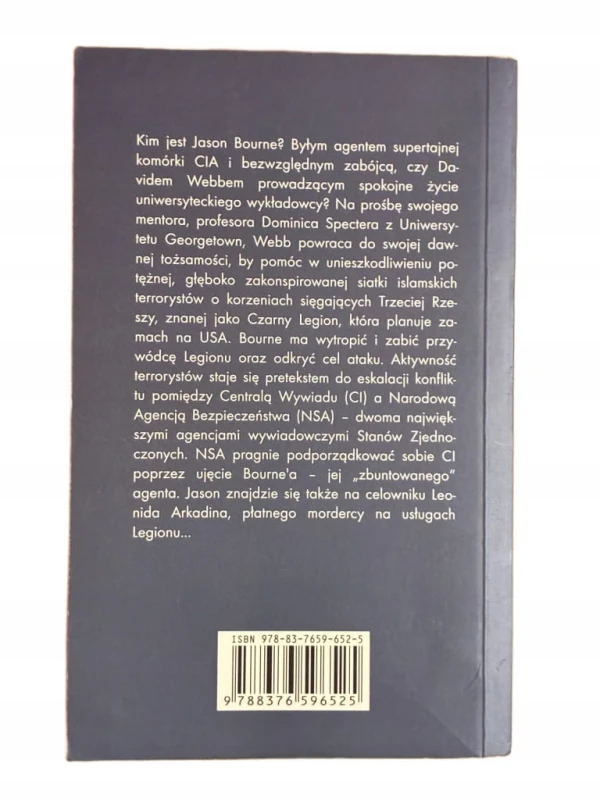 Kim jest Jason Bourne? Byłym agentem supertajnej
komórki CIA i bezwzględnym zabójcą, czy Da-
videm Webbem prowadzącym spokojne życie
uniwersyteckiego wykładowcy? Na prośbę swojego
mentora, profesora Dominica Spectera z Uniwersy-
tetu Georgetown, Webb powraca do swojej daw-
nej tożsamości, by pomóc w unieszkodliwieniu po-
tężnej, głęboko zakonspirowanej siatki islamskich
terrorystów o korzeniach sięgających Trzeciej Rze-
szy, znanej jako Czarny Legion, która planuje za-
mach na USA. Bourne ma wytropić i zabić przy-
wódcę Legionu oraz odkryć cel ataku. Aktywność
terrorystów staje się pretekstem do eskalacji konflik-
tu pomiędzy Centralą Wywiadu (CI) a Narodową
Agencją Bezpieczeństwa (NSA) – dwoma najwięk-
szymi agencjami wywiadowczymi Stanów Zjedno-
czonych. NSA pragnie podporządkować sobie CI
poprzez ujęcie Bourne'a – jej „zbuntowanego"
agenta. Jason znajdzie się także na celowniku Leo-
nida Arkadina, płatnego mordercy na usługach
Legionu...
ISBN 978-83-7659-652-5
9 788376 596525